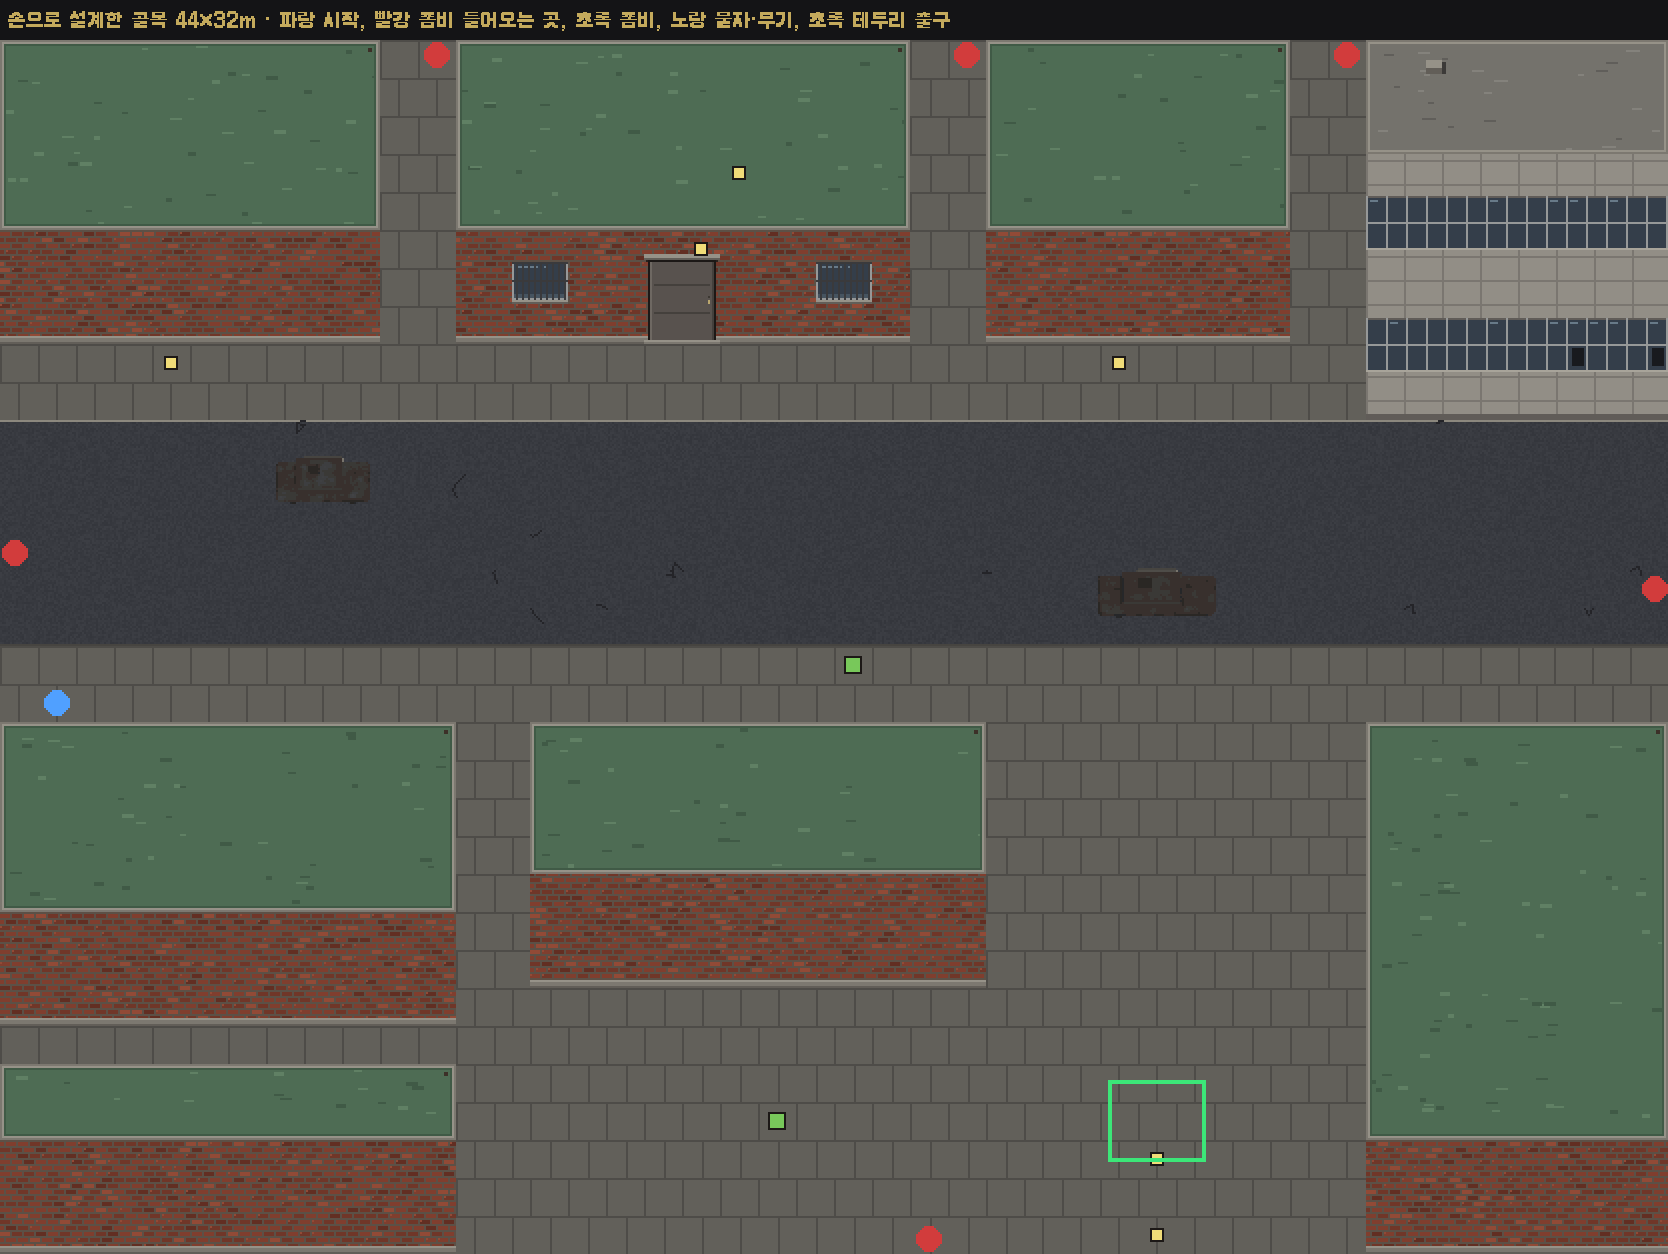 손으로 설계한 골목 44×32m · 파랑 시작, 빨강 좀비 들어오는 곳, 초록 좀비, 노랑 물자·무기, 초록 테두리 출구